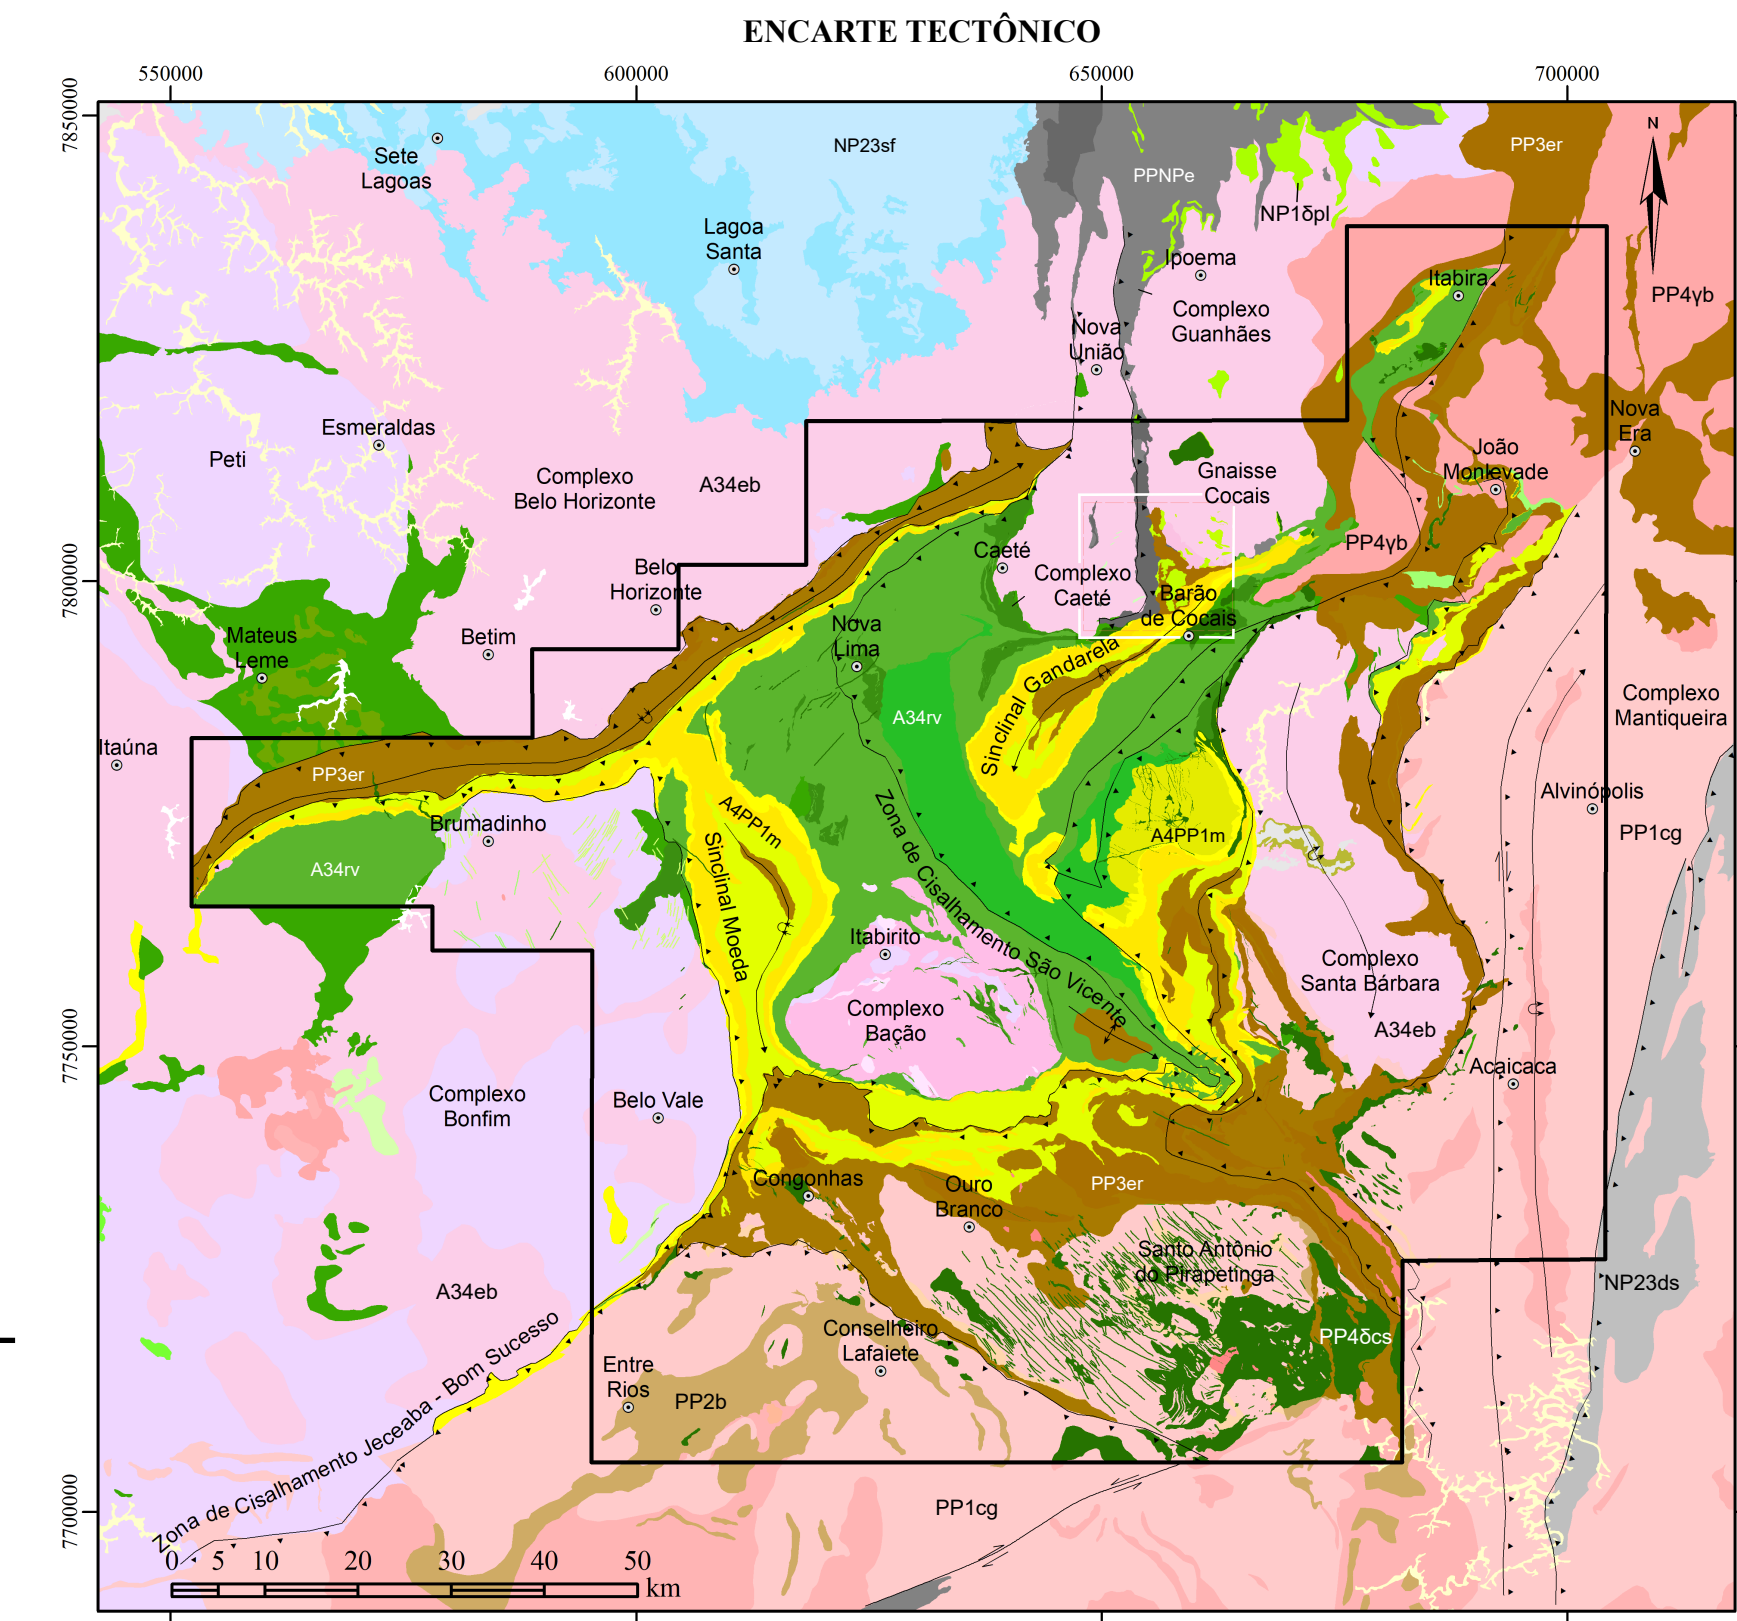 ENCARTE TECTÔNICO
550000
600000
650000
700000
7850000
7800000
7750000
7700000
N
Sete
Lagoas
NP23sf
PPNPe
PP3er
NP1δpl
Lagoa
Santa
Ipoema
Itabira
PP4γb
Complexo
Guanhães
Nova
União
Nova
Era
Esmeraldas
Peti
Complexo
Belo Horizonte
A34eb
Gnaisse
Cocais
João
Monlevade
PP4γb
Caeté
Belo
Horizonte
Complexo
Caeté
Barão
de Cocais
Mateus
Leme
Betim
Nova
Lima
Sinclinal Gandarela
A34rv
Complexo
Mantiqueira
Itaúna
PP3er
Alvinópolis
Brumadinho
A4PP1m
A4PP1m
PP1cg
A34rv
Sinclinal Moeda
Zona de Cisalhamento São Vicente
Itabirito
Complexo
Santa Bárbara
Complexo
Bação
A34eb
Acaicaca
Complexo
Bonfim
Belo Vale
Congonhas
Ouro
Branco
PP3er
Santo Antônio
do Pirapetinga
A34eb
NP23ds
Conselheiro
Lafaiete
PP4δcs
Entre
Rios
PP2b
Zona de Cisalhamento Jeceaba - Bom Sucesso
PP1cg
0 5 10 20 30 40 50
km